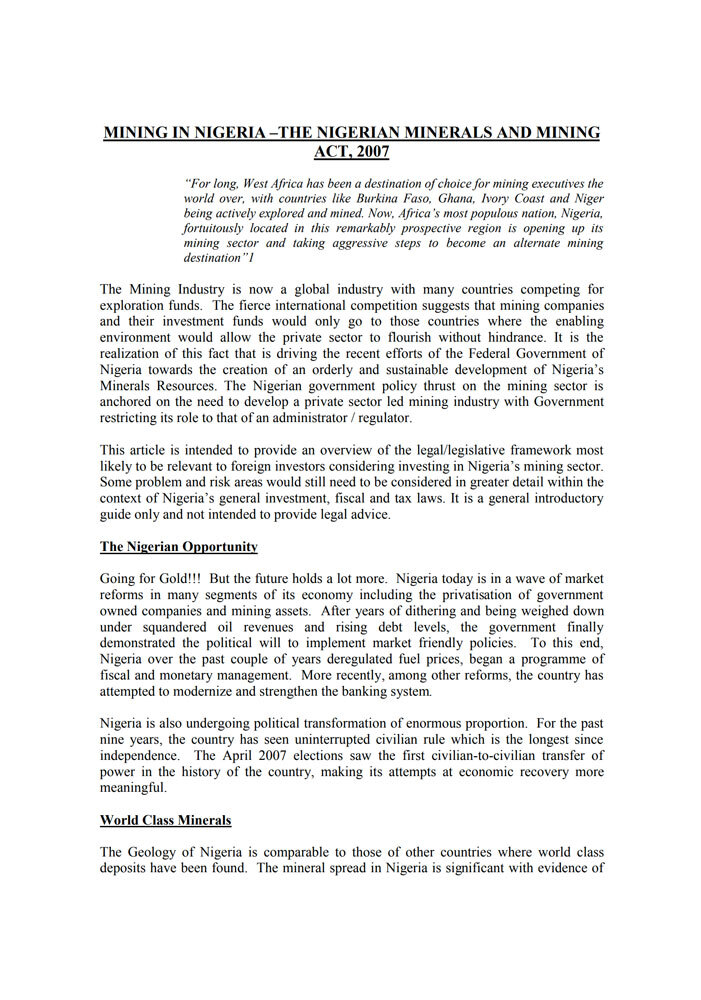 MINING IN NIGERIA –THE NIGERIAN MINERALS AND MINING
ACT, 2007
“For long, West Africa has been a destination of choice for mining executives the
world over, with countries like Burkina Faso, Ghana, Ivory Coast and Niger
being actively explored and mined. Now, Africa’s most populous nation, Nigeria,
fortuitously located in this remarkably prospective region is opening up its
mining sector and taking aggressive steps to become an alternate mining
destination”1
The Mining Industry is now a global industry with many countries competing for
exploration funds. The fierce international competition suggests that mining companies
and their investment funds would only go to those countries where the enabling
environment would allow the private sector to flourish without hindrance. It is the
realization of this fact that is driving the recent efforts of the Federal Government of
Nigeria towards the creation of an orderly and sustainable development of Nigeria’s
Minerals Resources. The Nigerian government policy thrust on the mining sector is
anchored on the need to develop a private sector led mining industry with Government
restricting its role to that of an administrator / regulator.
This article is intended to provide an overview of the legal/legislative framework most
likely to be relevant to foreign investors considering investing in Nigeria’s mining sector.
Some problem and risk areas would still need to be considered in greater detail within the
context of Nigeria’s general investment, fiscal and tax laws. It is a general introductory
guide only and not intended to provide legal advice.
The Nigerian Opportunity
Going for Gold!!! But the future holds a lot more. Nigeria today is in a wave of market
reforms in many segments of its economy including the privatisation of government
owned companies and mining assets. After years of dithering and being weighed down
under squandered oil revenues and rising debt levels, the government finally
demonstrated the political will to implement market friendly policies. To this end,
Nigeria over the past couple of years deregulated fuel prices, began a programme of
fiscal and monetary management. More recently, among other reforms, the country has
attempted to modernize and strengthen the banking system.
Nigeria is also undergoing political transformation of enormous proportion. For the past
nine years, the country has seen uninterrupted civilian rule which is the longest since
independence. The April 2007 elections saw the first civilian-to-civilian transfer of
power in the history of the country, making its attempts at economic recovery more
meaningful.
World Class Minerals
The Geology of Nigeria is comparable to those of other countries where world class
deposits have been found. The mineral spread in Nigeria is significant with evidence of